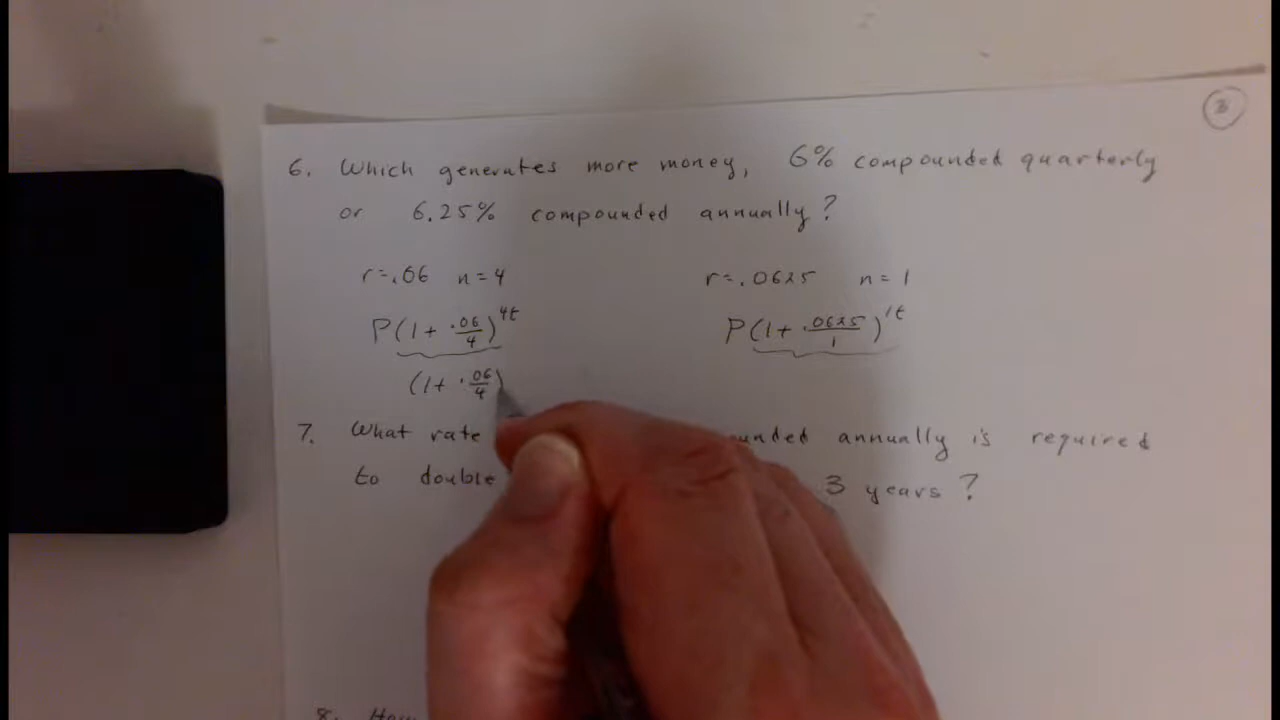 3
6. Which generates more money, 6% compounded quarterly
or 6.25% compounded annually?
r=.06 n=4 r=.0625 n=1
P(1+ .06/4)^4t P(1+ .0625/1)^1t
(1+ .06/4)
7. What rate annually is required
to double 3 years?
8.